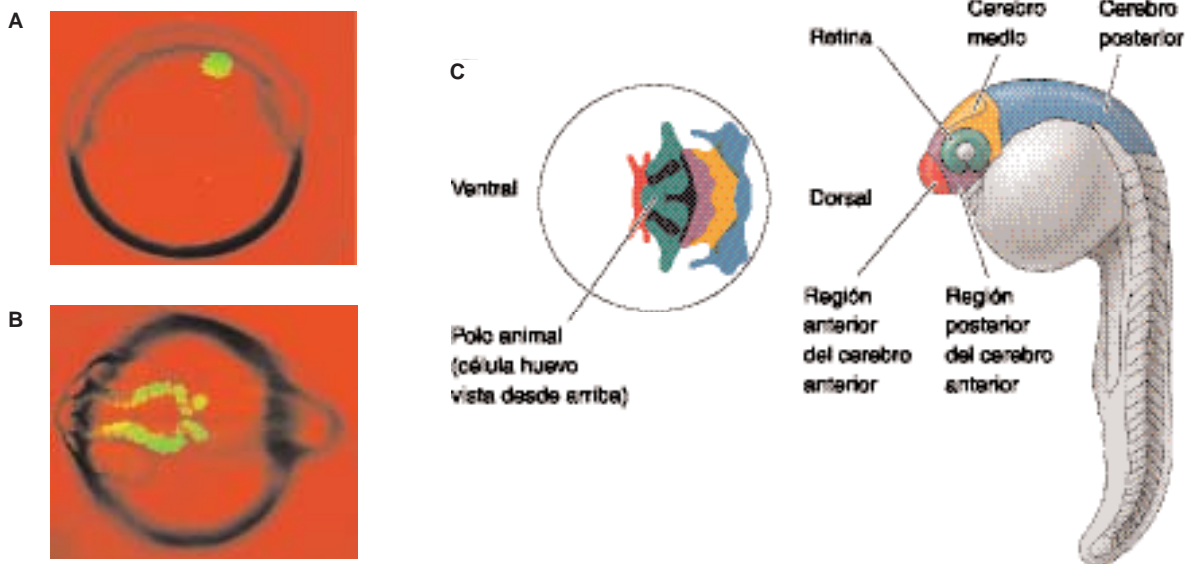 A
B
C
Ventral
Polo animal
(célula huevo
vista desde arriba)
Retina
Cerebro
medio
Cerebro
posterior
Dorsal
Región
anterior
del cerebro
anterior
Región
posterior
del cerebro
anterior